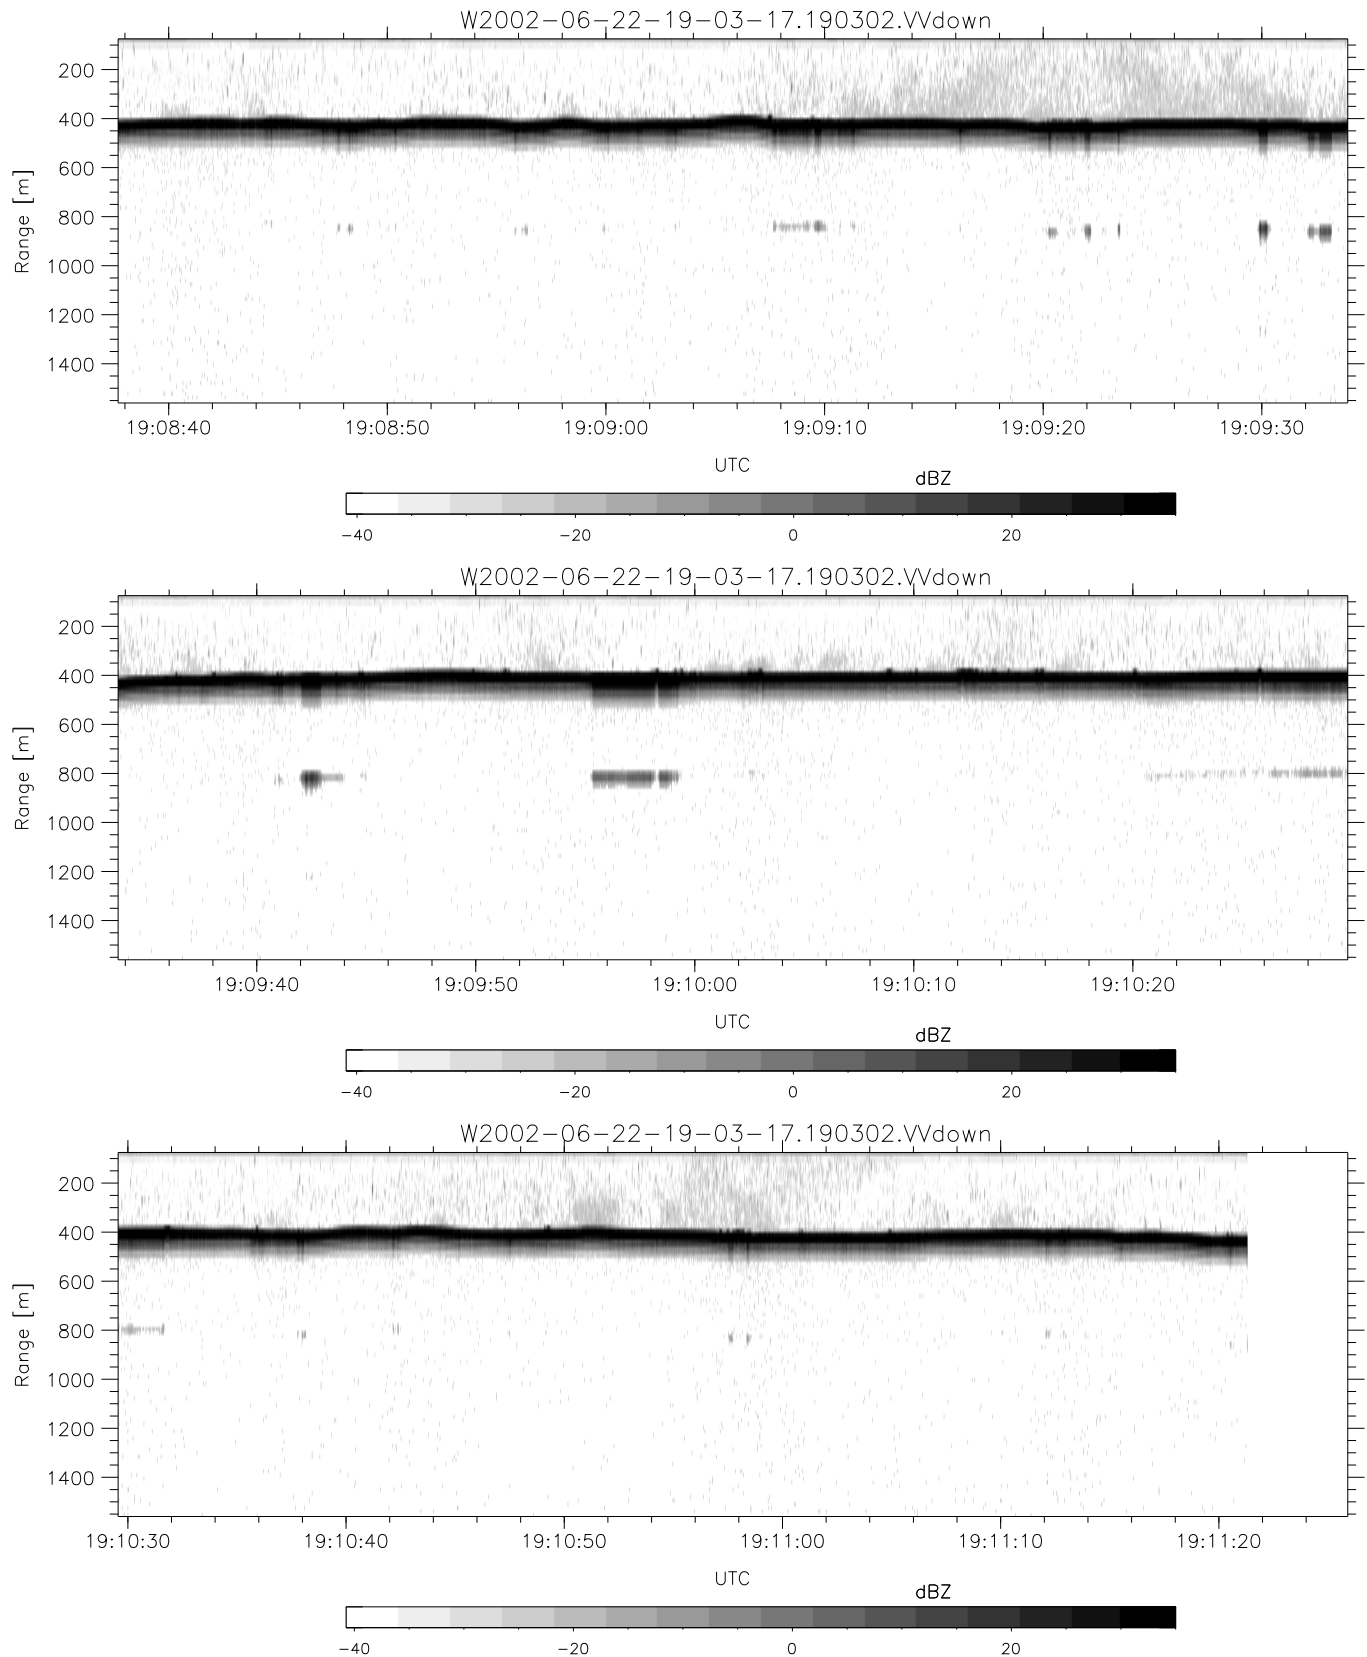 W2002-06-22-19-03-17.190302.VVdown
200
400
600
800
1000
1200
1400
Range [m]
19:08:40 19:08:50 19:09:00 19:09:10 19:09:20 19:09:30
UTC
dBZ
-40 -20 0 20
W2002-06-22-19-03-17.190302.VVdown
200
400
600
800
1000
1200
1400
Range [m]
19:09:40 19:09:50 19:10:00 19:10:10 19:10:20
UTC
dBZ
-40 -20 0 20
W2002-06-22-19-03-17.190302.VVdown
200
400
600
800
1000
1200
1400
Range [m]
19:10:30 19:10:40 19:10:50 19:11:00 19:11:10 19:11:20
UTC
dBZ
-40 -20 0 20